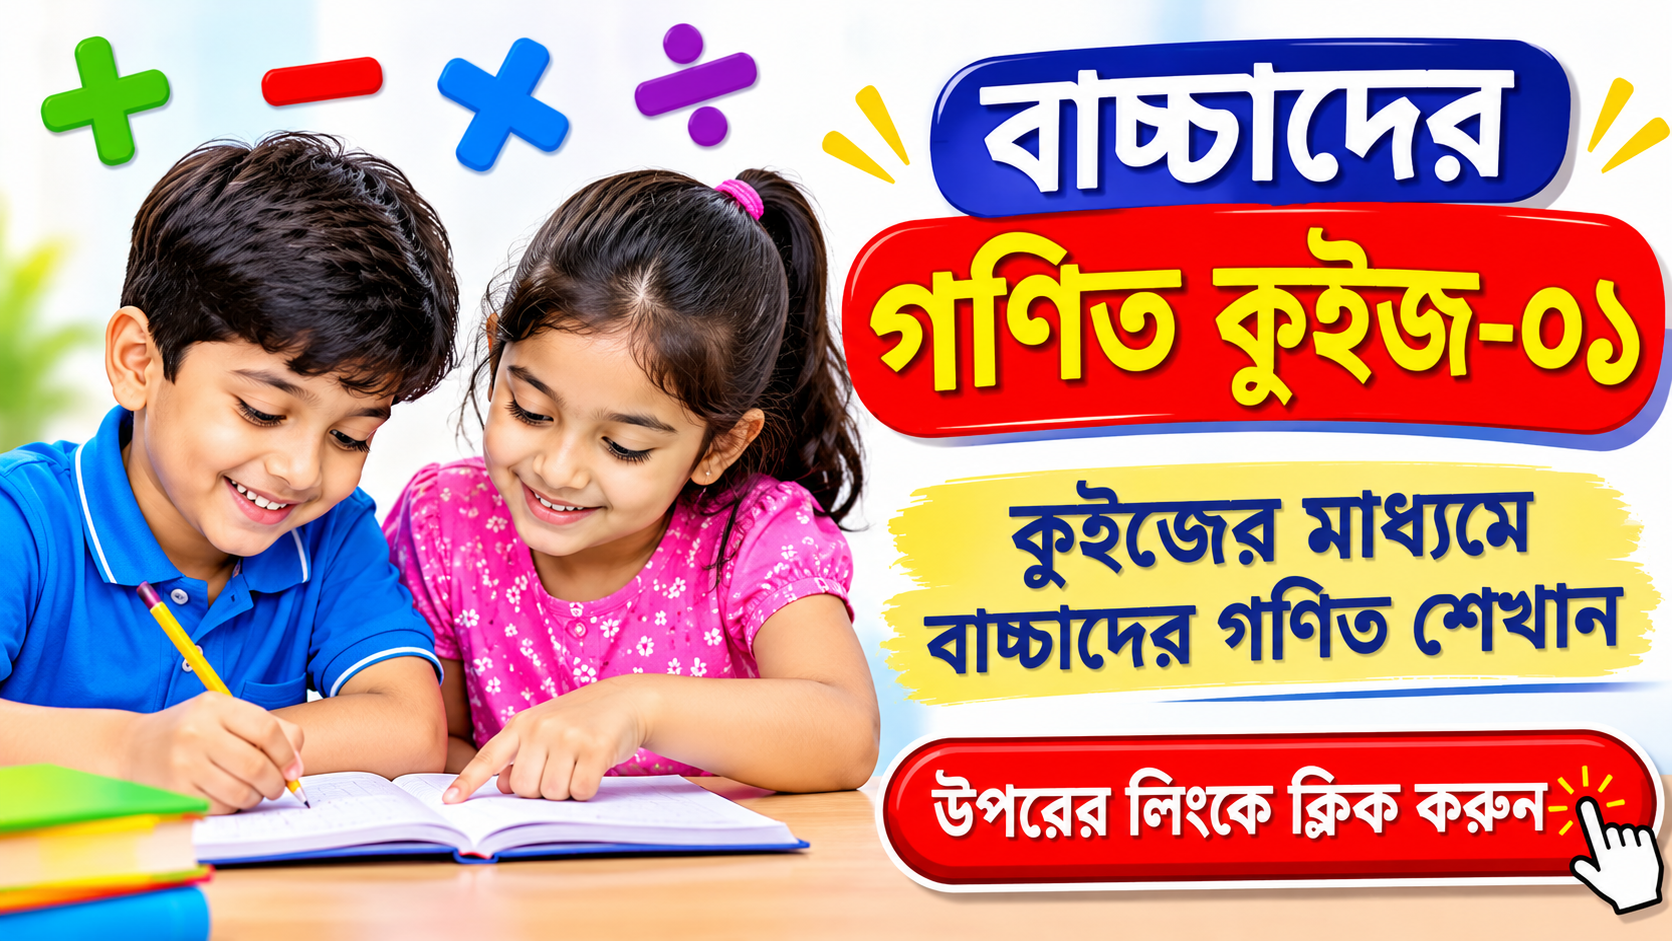 বাচ্চাদের
গণিত কুইজ-০১
কুইজের মাধ্যমে
বাচ্চাদের গণিত শেখান
উপরের লিংকে ক্লিক করুন